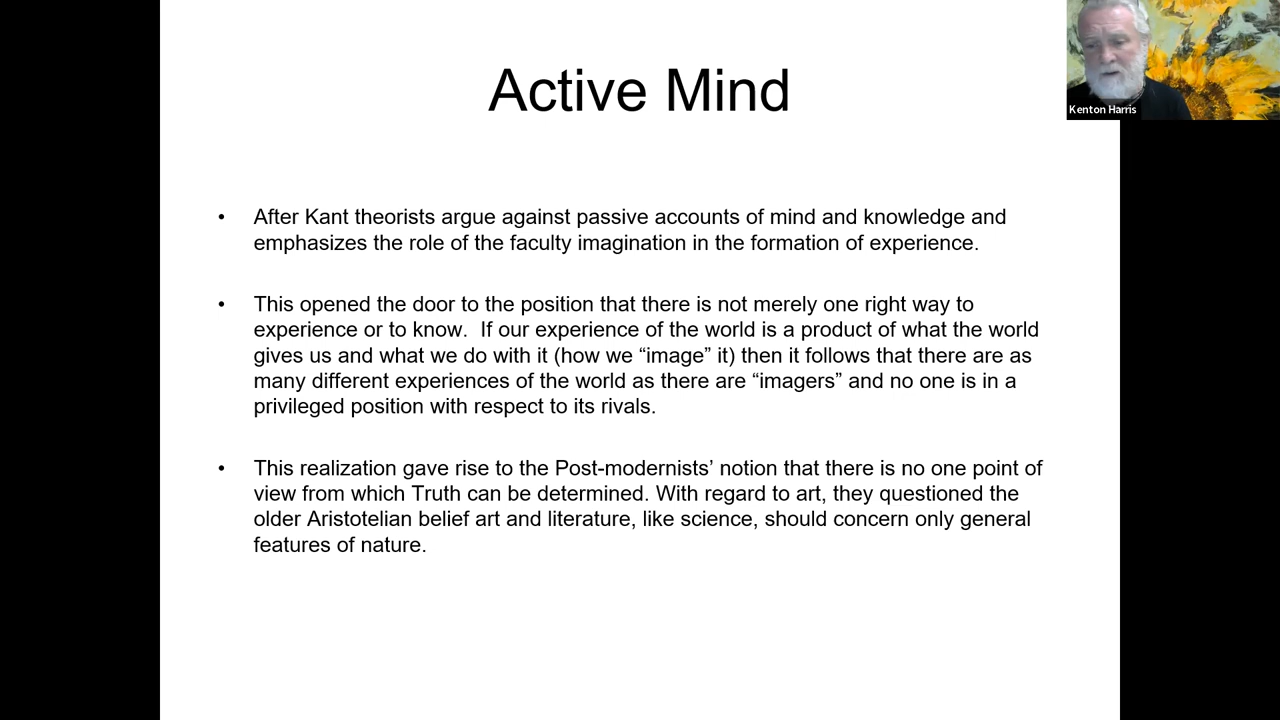 Active Mind
Kenton Harris
• After Kant theorists argue against passive accounts of mind and knowledge and
emphasizes the role of the faculty imagination in the formation of experience.
• This opened the door to the position that there is not merely one right way to
experience or to know.  If our experience of the world is a product of what the world
gives us and what we do with it (how we “image” it) then it follows that there are as
many different experiences of the world as there are “imagers” and no one is in a
privileged position with respect to its rivals.
• This realization gave rise to the Post-modernists’ notion that there is no one point of
view from which Truth can be determined. With regard to art, they questioned the
older Aristotelian belief art and literature, like science, should concern only general
features of nature.